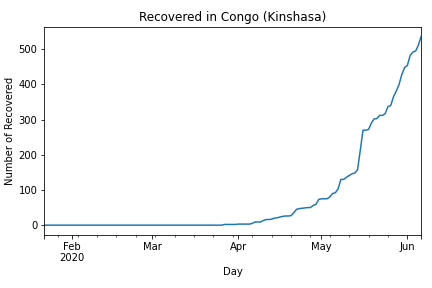 Recovered in Congo (Kinshasa)
500
400
300
200
100
0
Number of Recovered
Feb
2020
Mar
Apr
May
Jun
Day